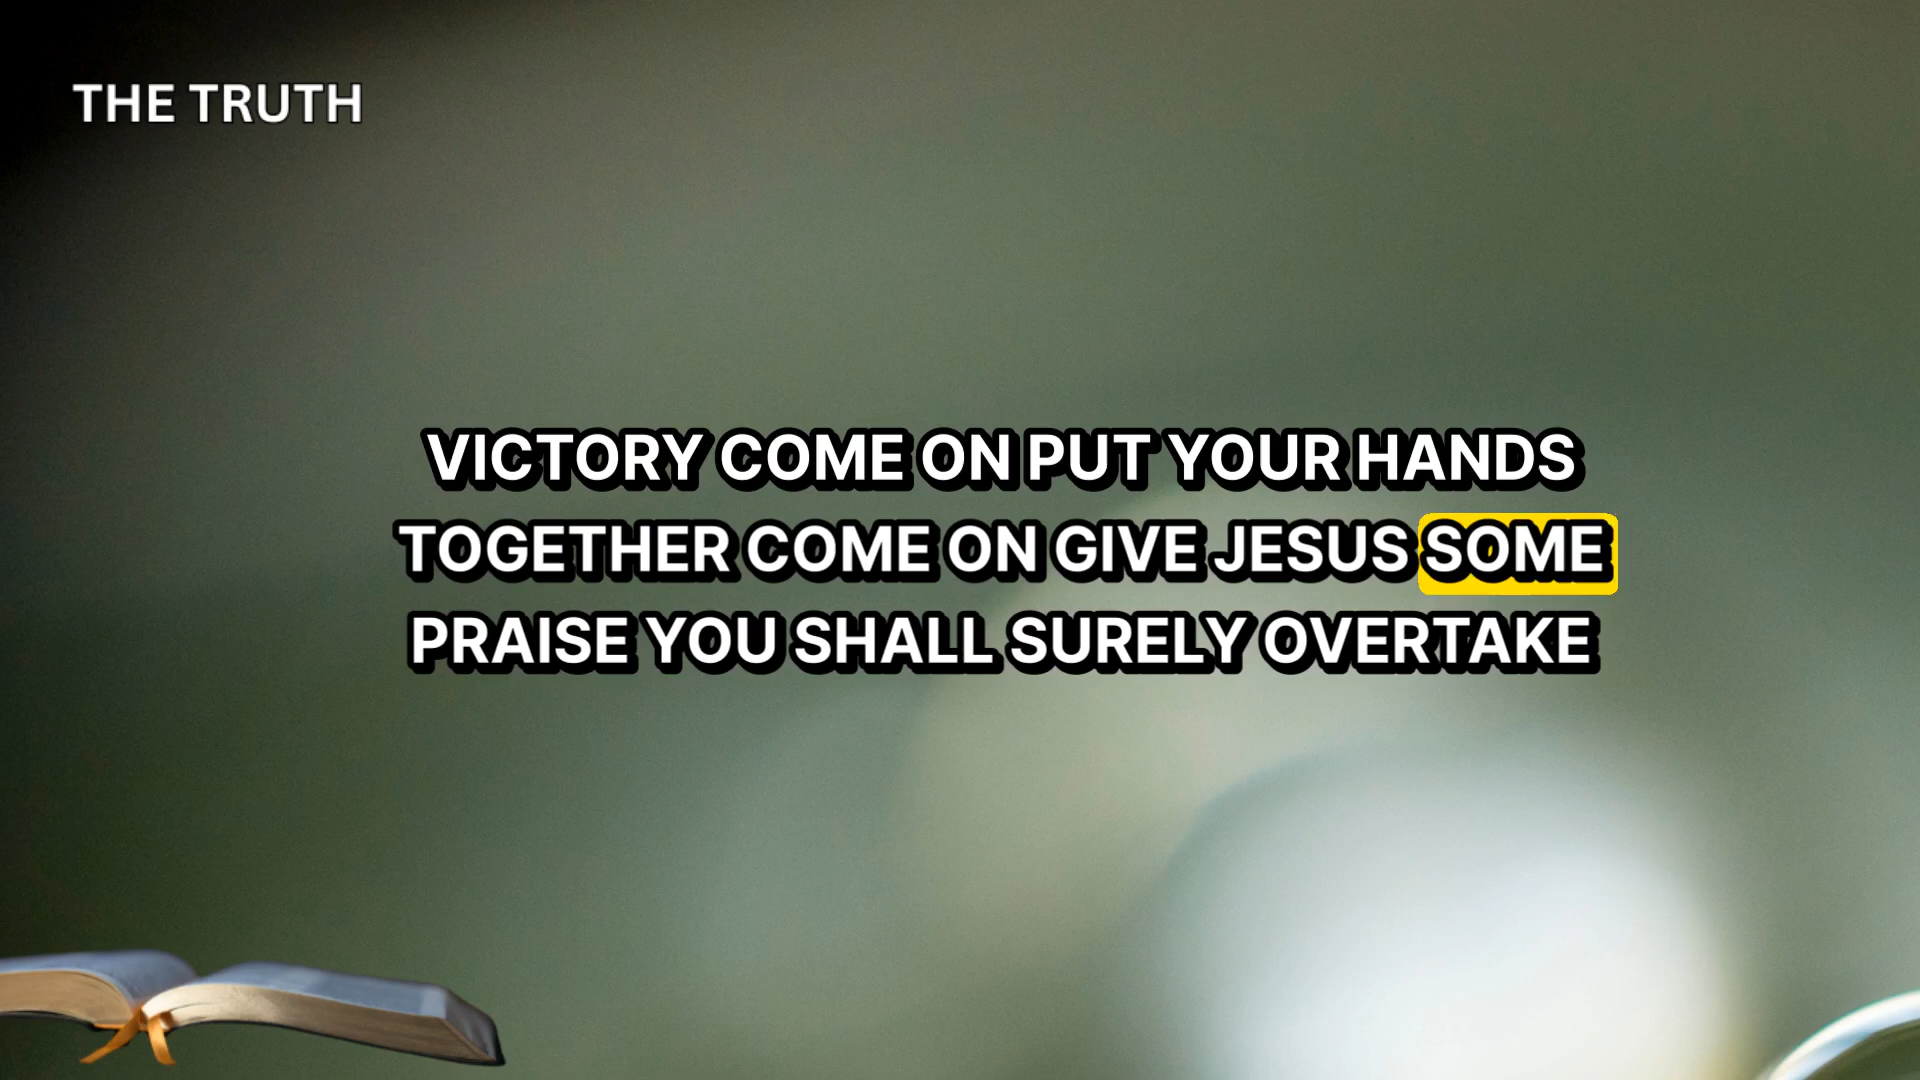 THE TRUTH
VICTORY COME ON PUT YOUR HANDS
TOGETHER COME ON GIVE JESUS SOME
PRAISE YOU SHALL SURELY OVERTAKE